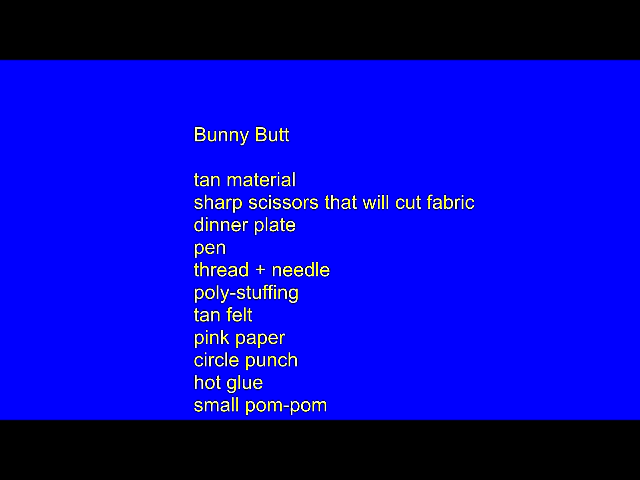 Bunny Butt
tan material
sharp scissors that will cut fabric
dinner plate
pen
thread + needle
poly-stuffing
tan felt
pink paper
circle punch
hot glue
small pom-pom